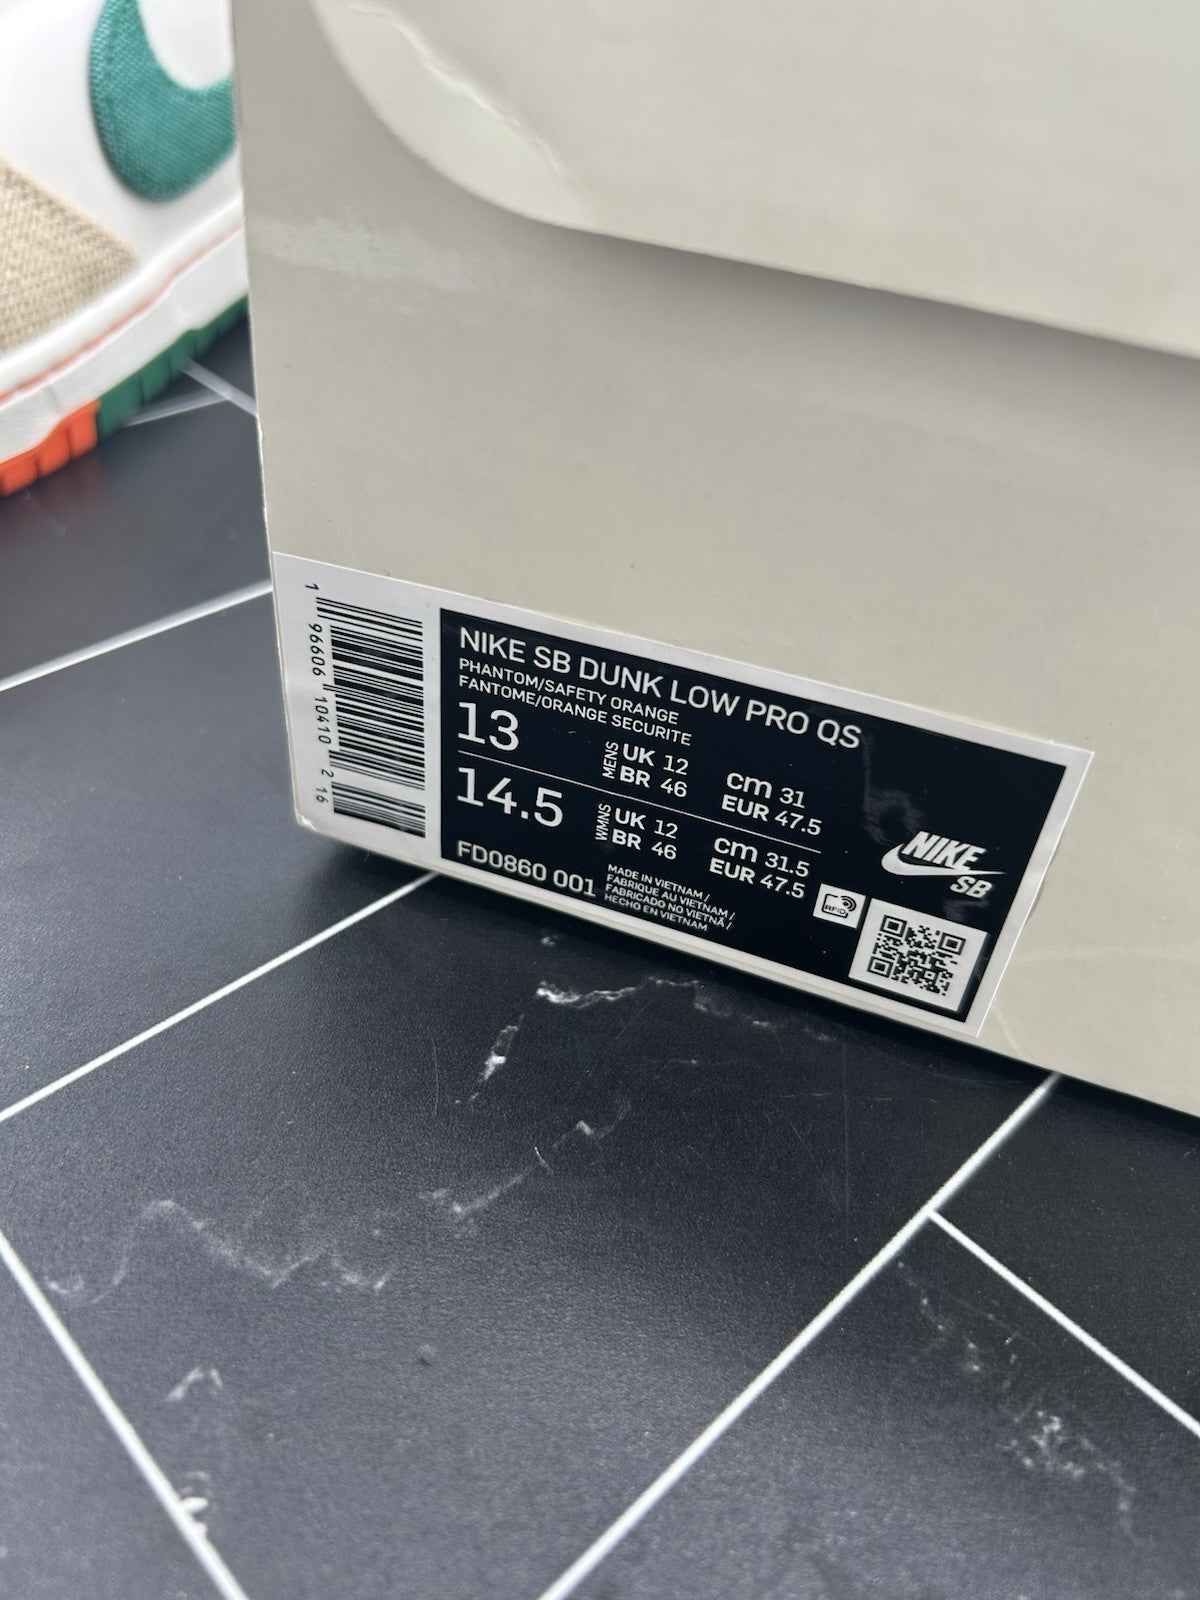 1 96606 10410 2 16
NIKE SB DUNK LOW PRO QS
PHANTOM/SAFETY ORANGE
FANTOME/ORANGE SECURITE
13 MENS UK 12 cm 31
BR 46 EUR 47.5
14.5 WMNS UK 12 cm 31.5
BR 46 EUR 47.5
FD0860 001
MADE IN VIETNAM /
FABRIQUE AU VIETNAM /
FABRICADO NO VIETNÃ /
HECHO EN VIETNAM
RFID
NIKE
SB